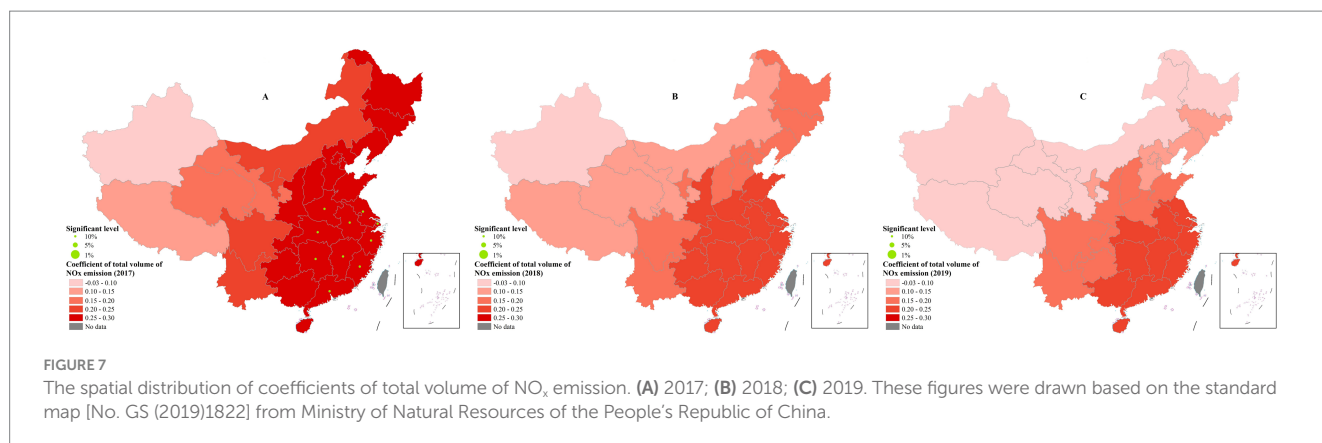 A
Significant level
10%
5%
1%
Coefficient of total volume of
NOx emission (2017)
-0.03 - 0.10
0.10 - 0.15
0.15 - 0.20
0.20 - 0.25
0.25 - 0.30
No data
B
Significant level
10%
5%
1%
Coefficient of total volume of
NOx emission (2018)
-0.03 - 0.10
0.10 - 0.15
0.15 - 0.20
0.20 - 0.25
0.25 - 0.30
No data
C
Significant level
10%
5%
1%
Coefficient of total volume of
NOx emission (2019)
-0.03 - 0.10
0.10 - 0.15
0.15 - 0.20
0.20 - 0.25
0.25 - 0.30
No data
FIGURE 7
The spatial distribution of coefficients of total volume of NOₓ emission. (A) 2017; (B) 2018; (C) 2019. These figures were drawn based on the standard
map [No. GS (2019)1822] from Ministry of Natural Resources of the People's Republic of China.